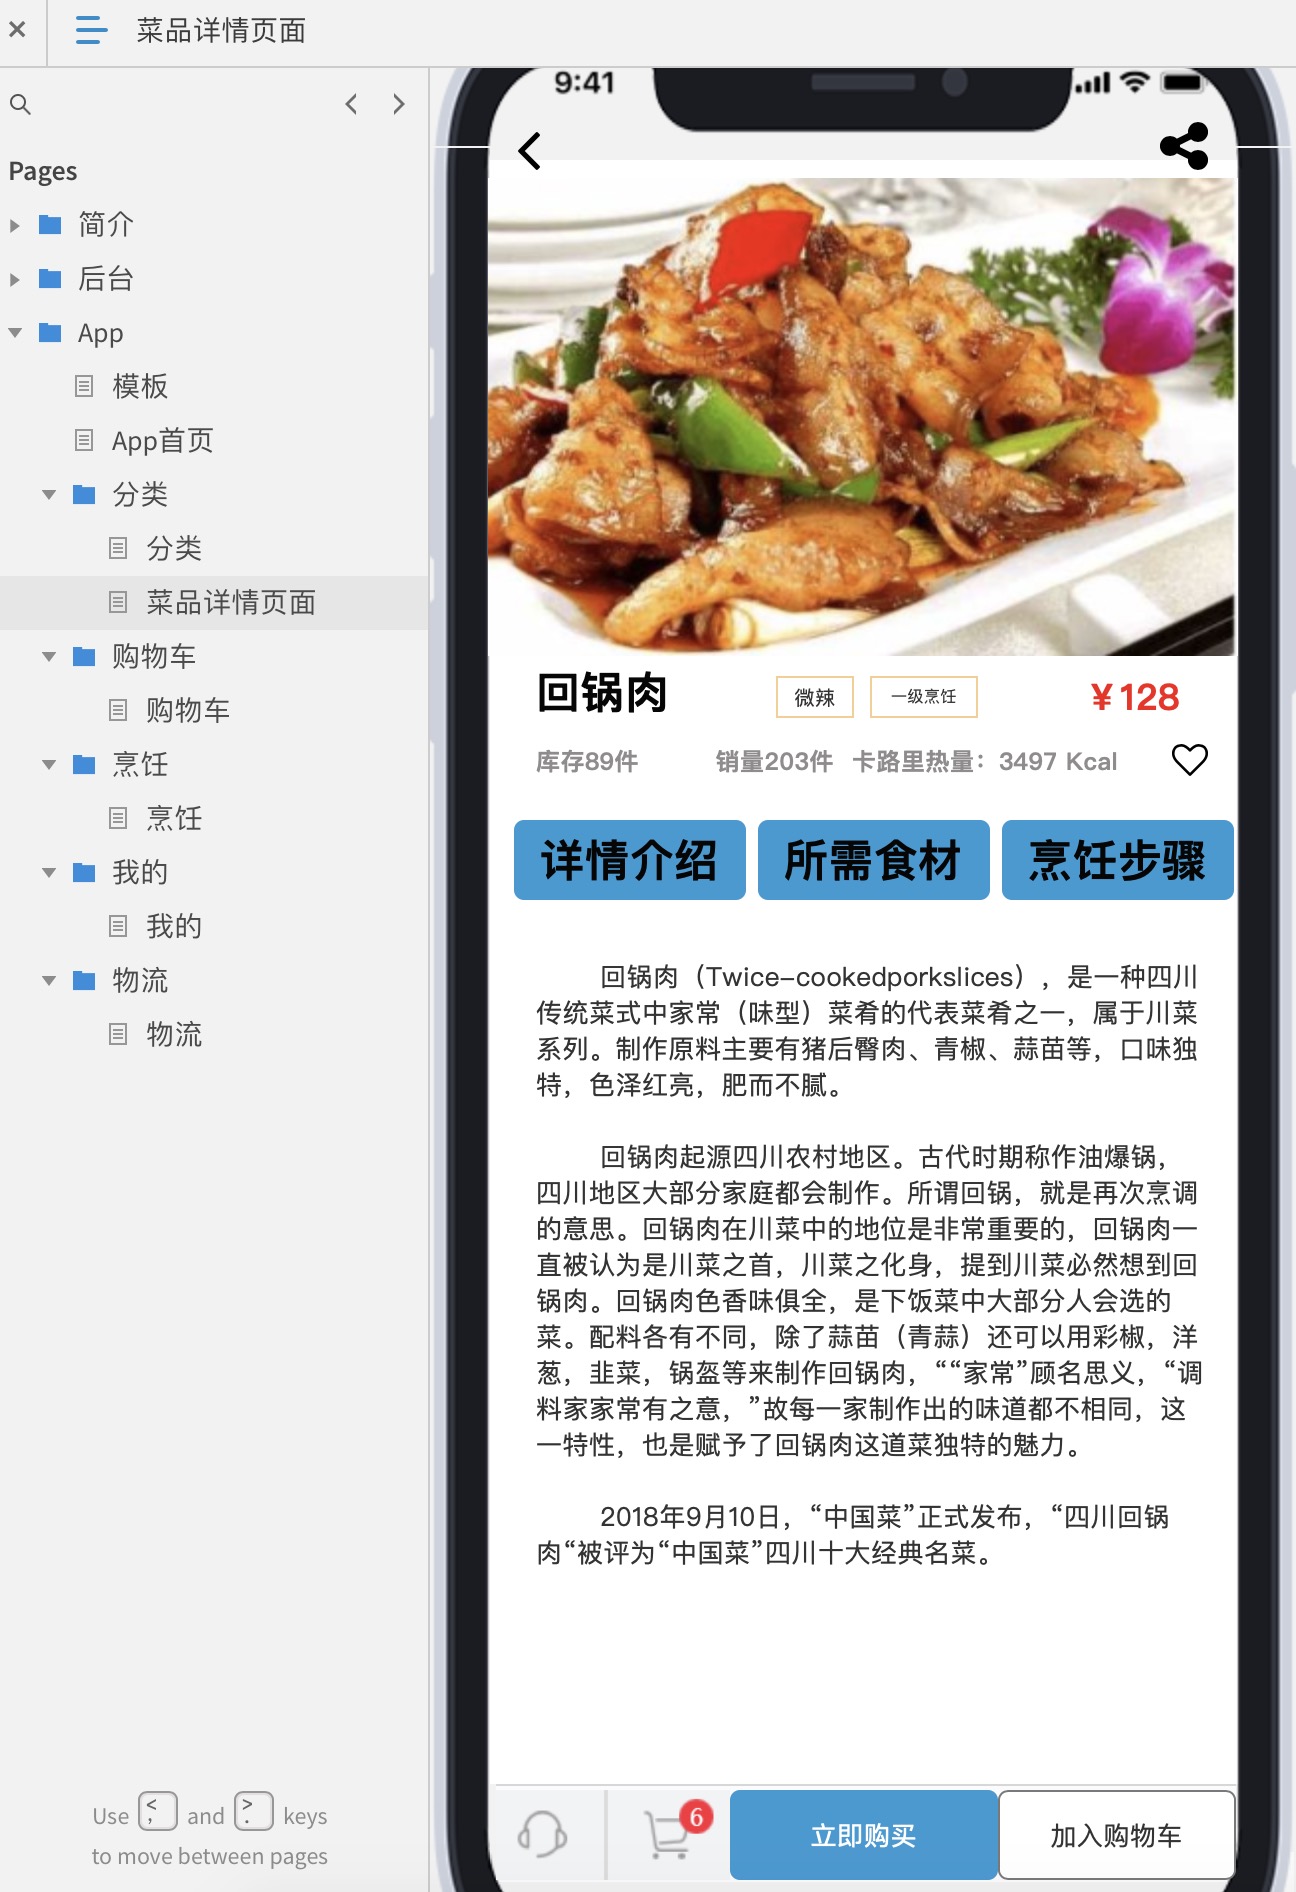 菜品详情页面
Pages
简介
后台
App
模板
App首页
分类
分类
菜品详情页面
购物车
购物车
烹饪
烹饪
我的
我的
物流
物流
Use < , and > . keys
to move between pages
9:41
回锅肉
微辣
一级烹饪
¥128
库存89件
销量203件
卡路里热量：3497 Kcal
详情介绍
所需食材
烹饪步骤
回锅肉（Twice-cookedporkslices），是一种四川
传统菜式中家常（味型）菜肴的代表菜肴之一，属于川菜
系列。制作原料主要有猪后臀肉、青椒、蒜苗等，口味独
特，色泽红亮，肥而不腻。
回锅肉起源四川农村地区。古代时期称作油爆锅，
四川地区大部分家庭都会制作。所谓回锅，就是再次烹调
的意思。回锅肉在川菜中的地位是非常重要的，回锅肉一
直被认为是川菜之首，川菜之化身，提到川菜必然想到回
锅肉。回锅肉色香味俱全，是下饭菜中大部分人会选的
菜。配料各有不同，除了蒜苗（青蒜）还可以用彩椒，洋
葱，韭菜，锅盔等来制作回锅肉，““家常”顾名思义，“调
料家家常有之意，”故每一家制作出的味道都不相同，这
一特性，也是赋予了回锅肉这道菜独特的魅力。
2018年9月10日，“中国菜”正式发布，“四川回锅
肉“被评为“中国菜”四川十大经典名菜。
6
立即购买
加入购物车